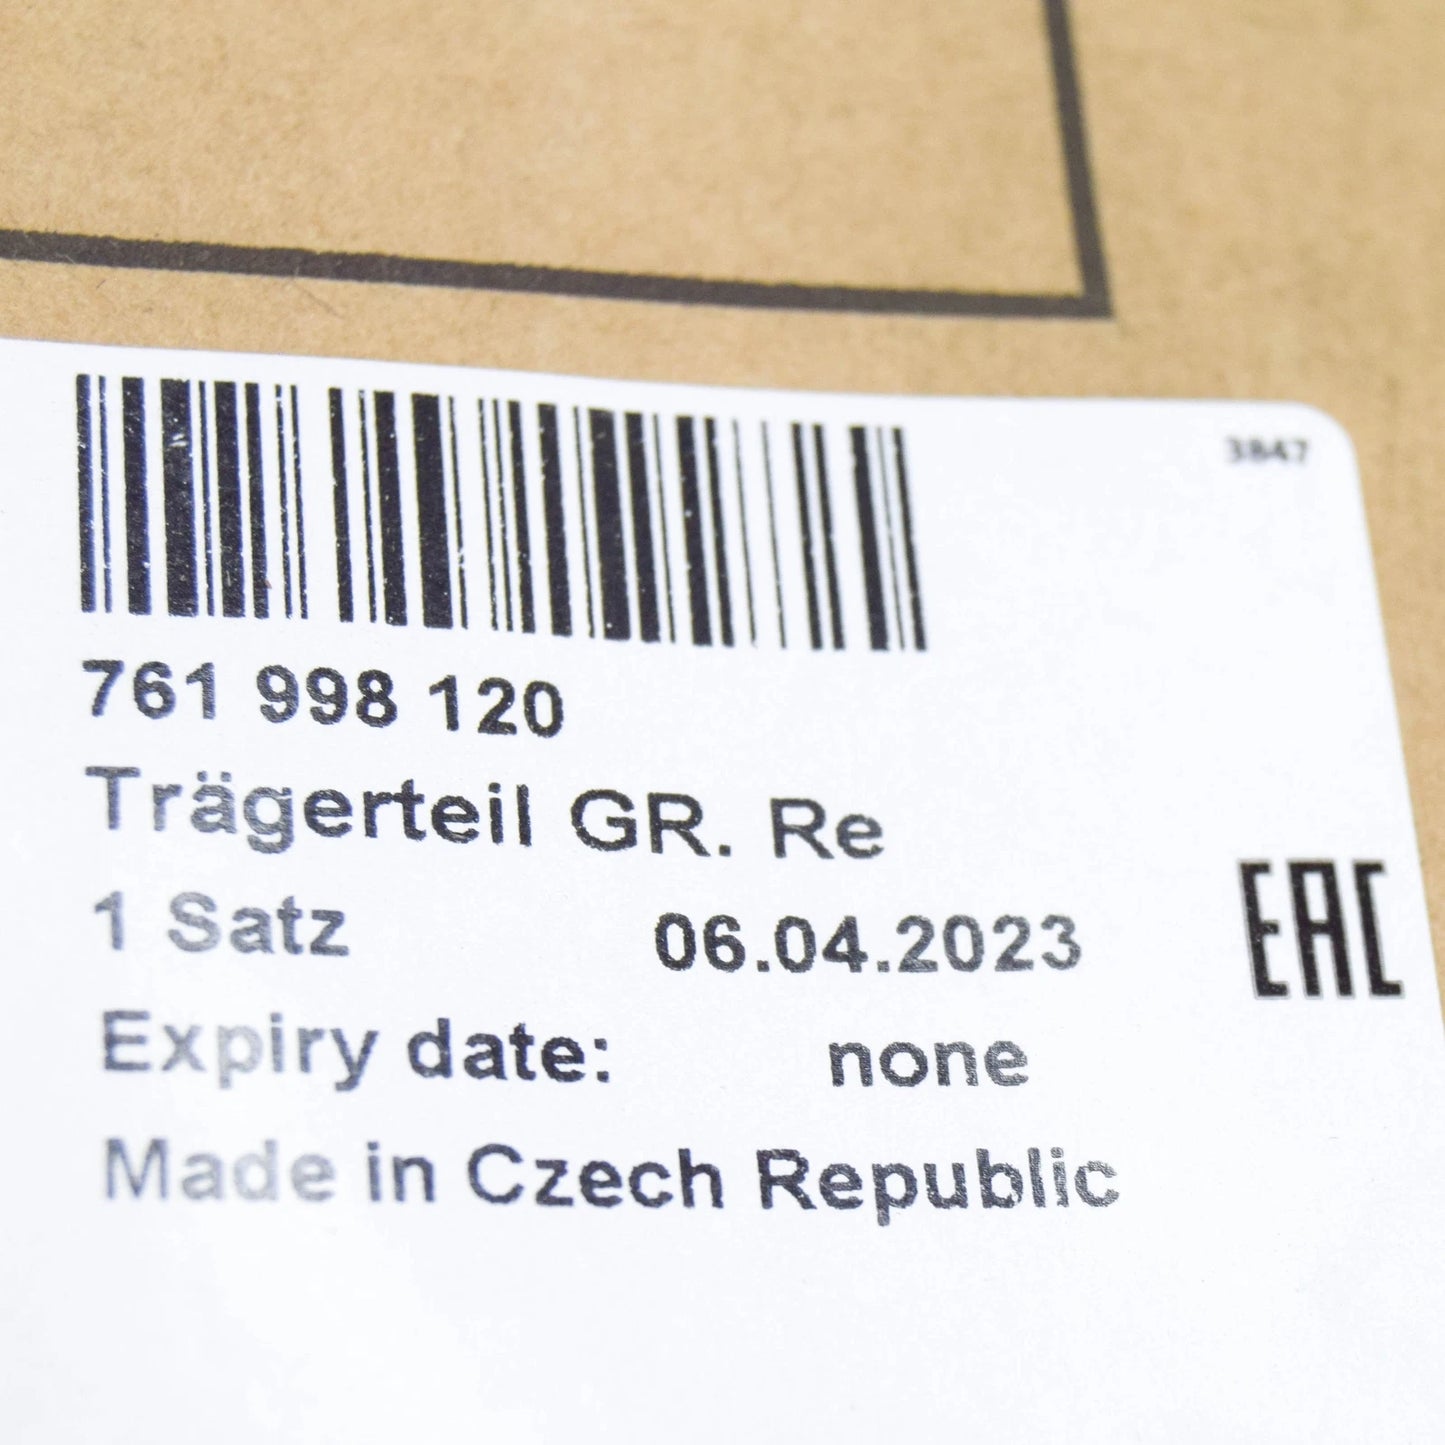 3847
761 998 120
Trägerteil GR. Re
1 Satz 06.04.2023
EAC
Expiry date: none
Made in Czech Republic